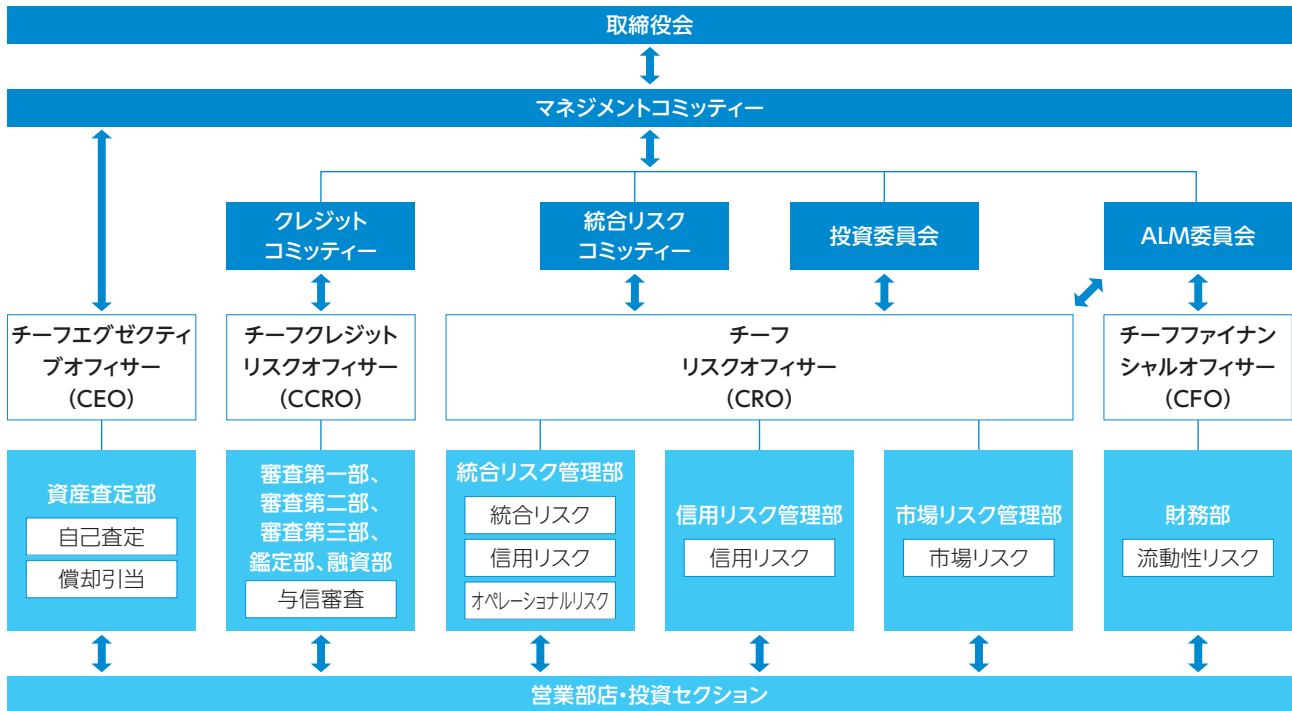 取締役会
マネジメントコミッティー
クレジット
コミッティー
統合リスク
コミッティー
投資委員会
ALM委員会
チーフエグゼクティ
ブオフィサー
(CEO)
チーフクレジット
リスクオフィサー
(CCRO)
チーフ
リスクオフィサー
(CRO)
チーフファイナン
シャルオフィサー
(CFO)
資産査定部
自己査定
償却引当
審査第一部、
審査第二部、
審査第三部、
鑑定部、融資部
与信審査
統合リスク管理部
統合リスク
信用リスク
オペレーショナルリスク
信用リスク管理部
信用リスク
市場リスク管理部
市場リスク
財務部
流動性リスク
営業部店・投資セクション